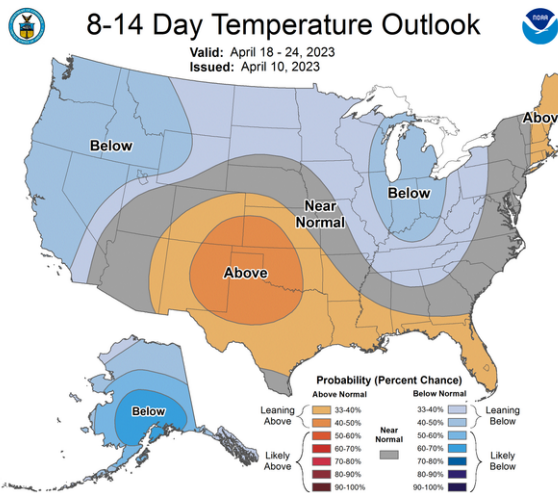 8-14 Day Temperature Outlook
Valid: April 18 - 24, 2023
Issued: April 10, 2023
NOAA
Above
Below
Below
Near
Normal
Above
Below
Probability (Percent Chance)
Above Normal
Below Normal
Leaning
Above
33-40%
40-50%
Likely
Above
50-60%
60-70%
70-80%
80-90%
90-100%
Near
Normal
33-40%
40-50%
Leaning
Below
50-60%
60-70%
70-80%
80-90%
90-100%
Likely
Below